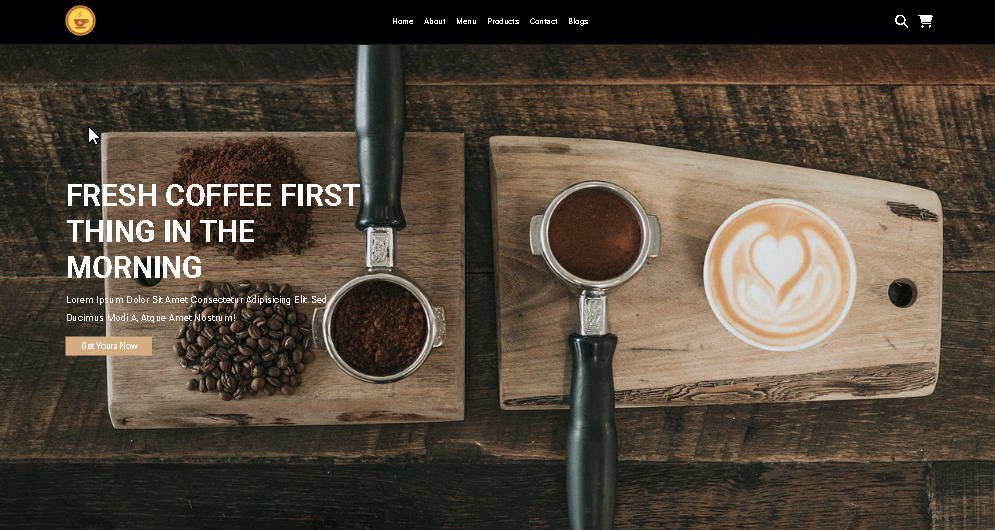 Home About Menu Products Contact Blogs
FRESH COFFEE FIRST
THING IN THE
MORNING
Lorem Ipsum Dolor Sit Amet Consectetur Adipisicing Elit. Sed
Ducimus Modi A, Atque Amet Nostrum!
Get Yours Now